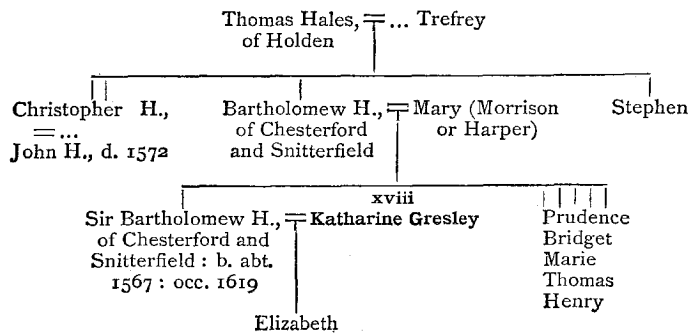 Thomas Hales, = ... Trefrey
of Holden
Christopher H.,
= ...
John H., d. 1572
Bartholomew H., = Mary (Morrison
of Chesterford or Harper)
and Snitterfield
Stephen
xviii
Sir Bartholomew H., = Katharine Gresley
of Chesterford and
Snitterfield : b. abt.
1567 : occ. 1619
Prudence
Bridget
Marie
Thomas
Henry
Elizabeth